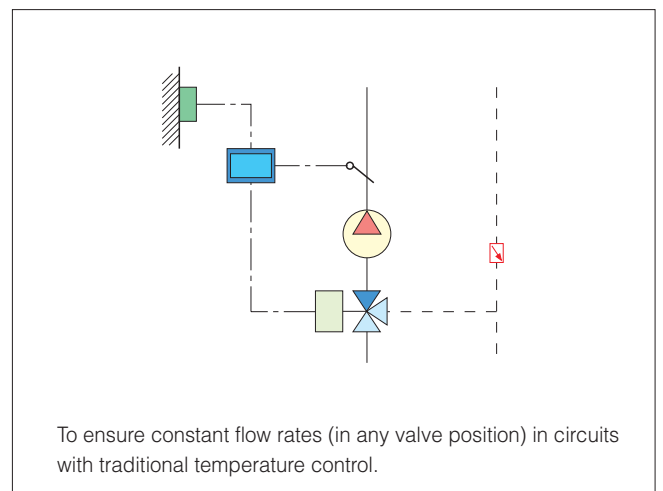 To ensure constant flow rates (in any valve position) in circuits
with traditional temperature control.